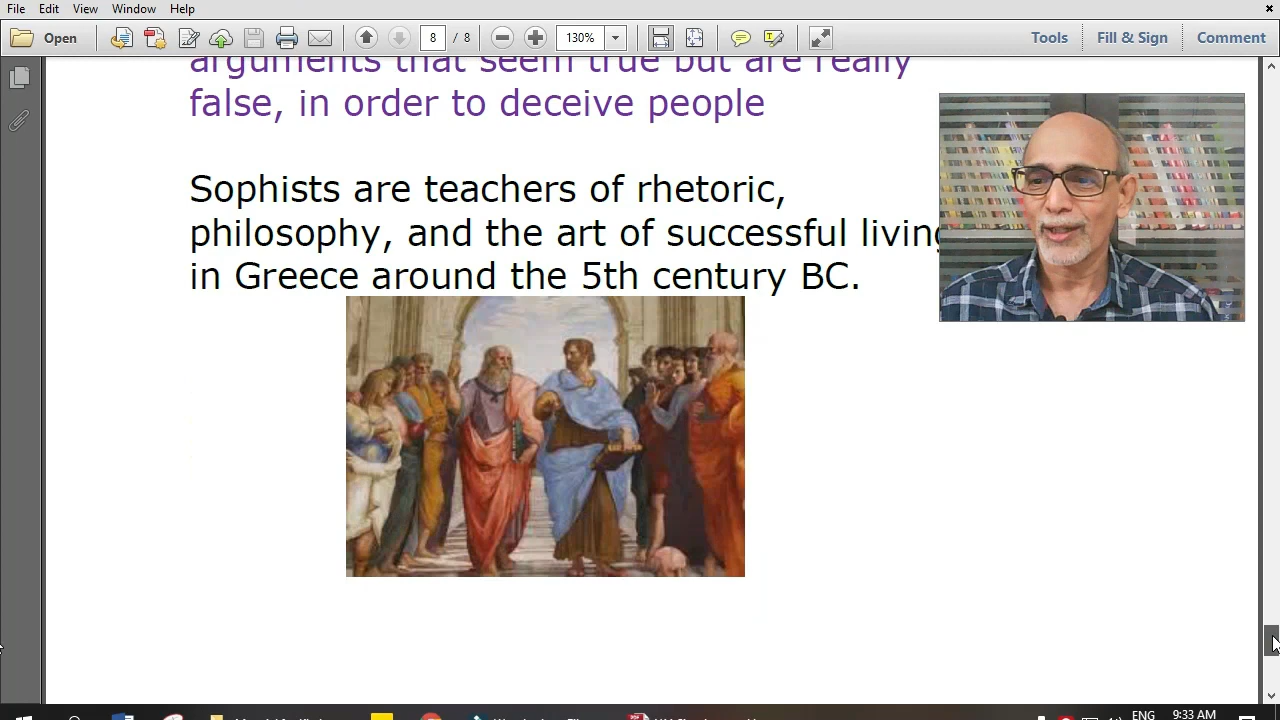 File Edit View Window Help
Open 8 / 8 130% Tools Fill & Sign Comment
arguments that seem true but are really
false, in order to deceive people
Sophists are teachers of rhetoric,
philosophy, and the art of successful living
in Greece around the 5th century BC.
ENG 9:33 AM